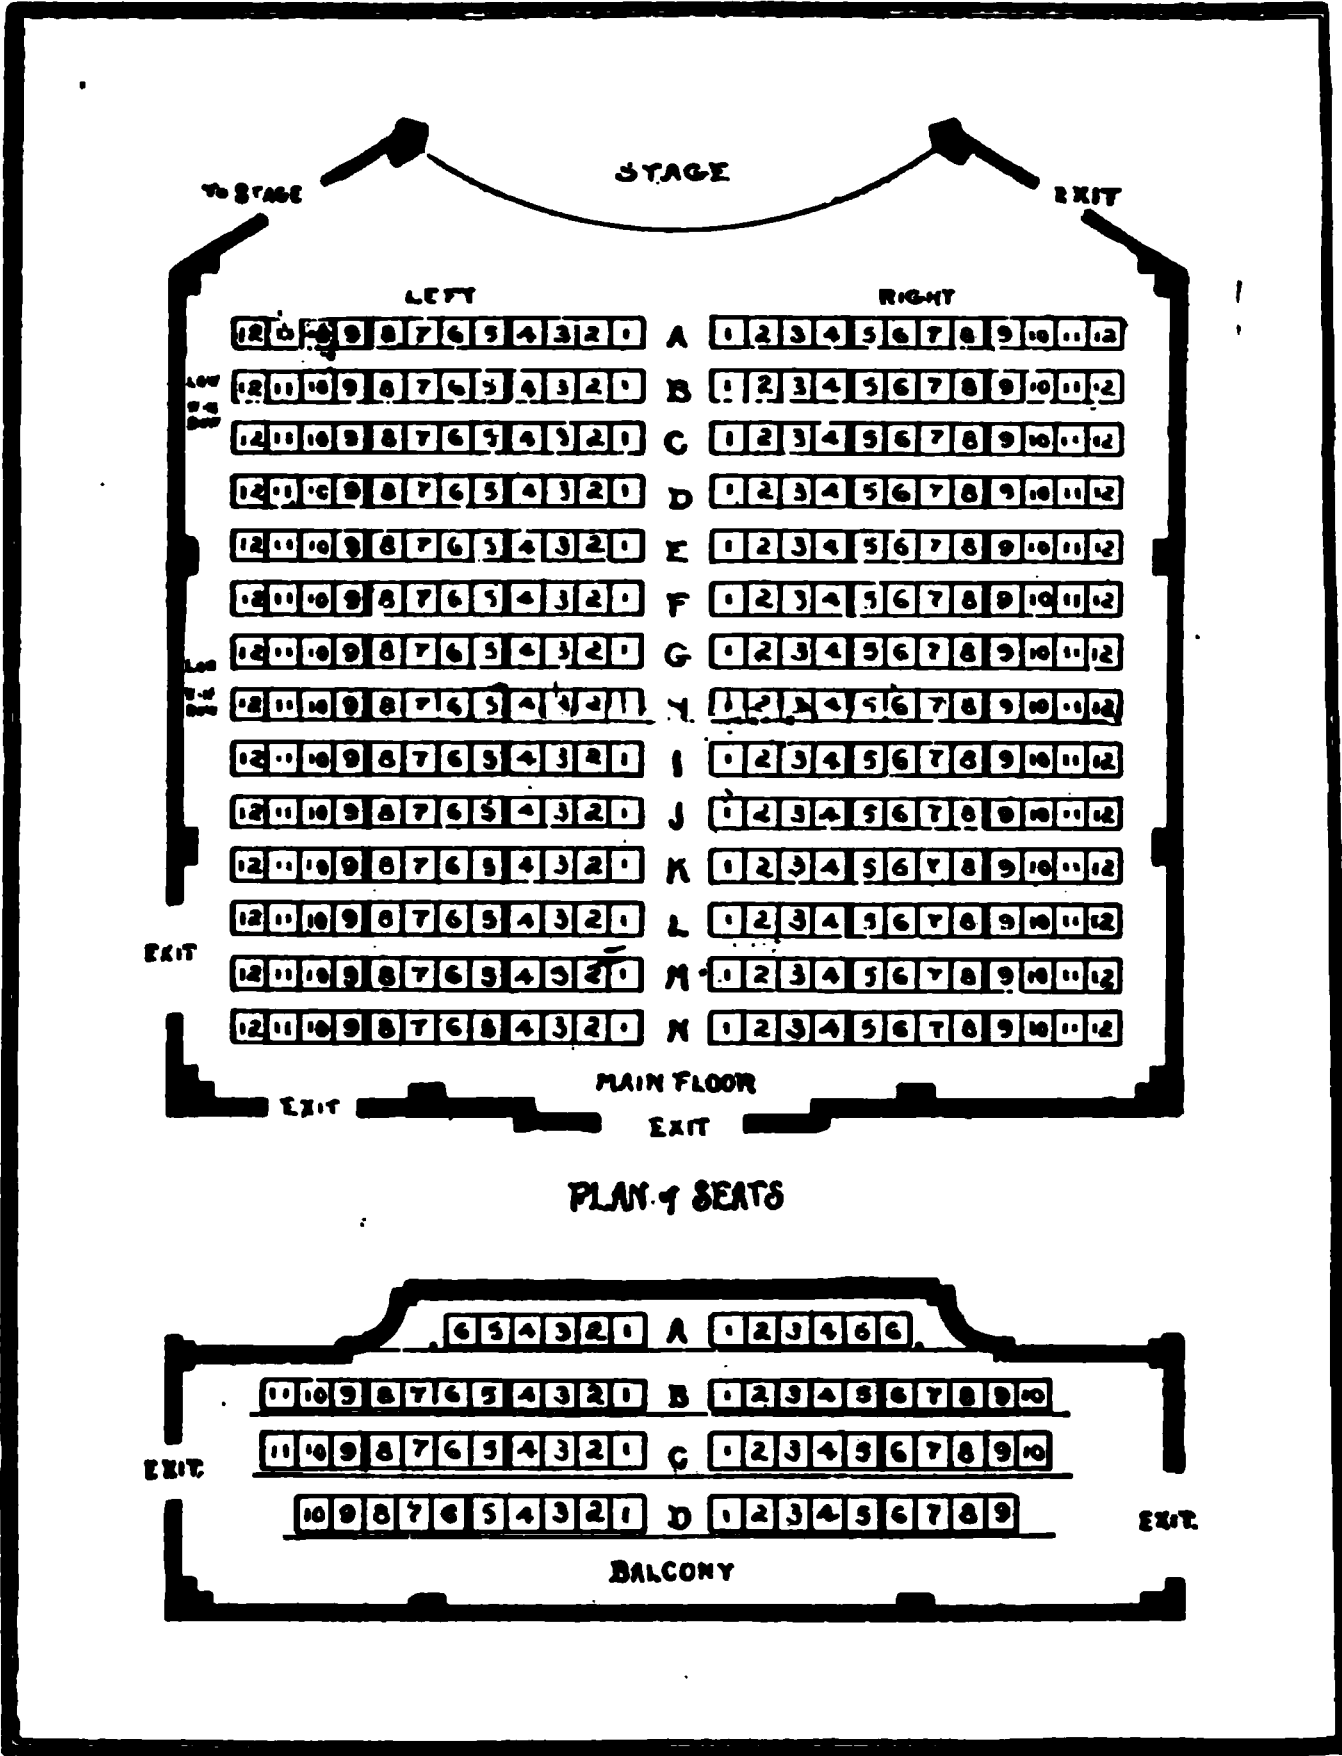 STAGE
TO STAGE
EXIT
LEFT RIGHT
12 9 8 7 6 5 4 3 2 1 A 1 2 3 4 5 6 7 8 9 10 11 12
LOW
12 11 10 9 8 7 6 5 4 3 2 1 B 1 2 3 4 5 6 7 8 9 10 11 12
12 11 10 9 8 7 6 5 4 3 2 1 C 1 2 3 4 5 6 7 8 9 10 11 12
12 11 10 9 8 7 6 5 4 3 2 1 D 1 2 3 4 5 6 7 8 9 10 11 12
12 11 10 9 8 7 6 5 4 3 2 1 E 1 2 3 4 5 6 7 8 9 10 11 12
12 11 10 9 8 7 6 5 4 3 2 1 F 1 2 3 4 5 6 7 8 9 10 11 12
12 11 10 9 8 7 6 5 4 3 2 1 G 1 2 3 4 5 6 7 8 9 10 11 12
12 11 10 9 8 7 6 5 4 3 2 1 1 2 3 4 5 6 7 8 9 10 11 12
12 11 10 9 8 7 6 5 4 3 2 1 I 1 2 3 4 5 6 7 8 9 10 11 12
12 11 10 9 8 7 6 5 4 3 2 1 J 1 2 3 4 5 6 7 8 9 10 11 12
12 11 10 9 8 7 6 5 4 3 2 1 K 1 2 3 4 5 6 7 8 9 10 11 12
12 11 10 9 8 7 6 5 4 3 2 1 L 1 2 3 4 5 6 7 8 9 10 11 12
EXIT
12 11 10 9 8 7 6 5 4 3 2 1 M 1 2 3 4 5 6 7 8 9 10 11 12
12 11 10 9 8 7 6 5 4 3 2 1 N 1 2 3 4 5 6 7 8 9 10 11 12
MAIN FLOOR
EXIT
EXIT
PLAN of SEATS
6 5 4 3 2 1 A 1 2 3 4 5 6
11 10 9 8 7 6 5 4 3 2 1 B 1 2 3 4 5 6 7 8 9 10
11 10 9 8 7 6 5 4 3 2 1 C 1 2 3 4 5 6 7 8 9 10
EXIT.
10 9 8 7 6 5 4 3 2 1 D 1 2 3 4 5 6 7 8 9
EXIT.
BALCONY